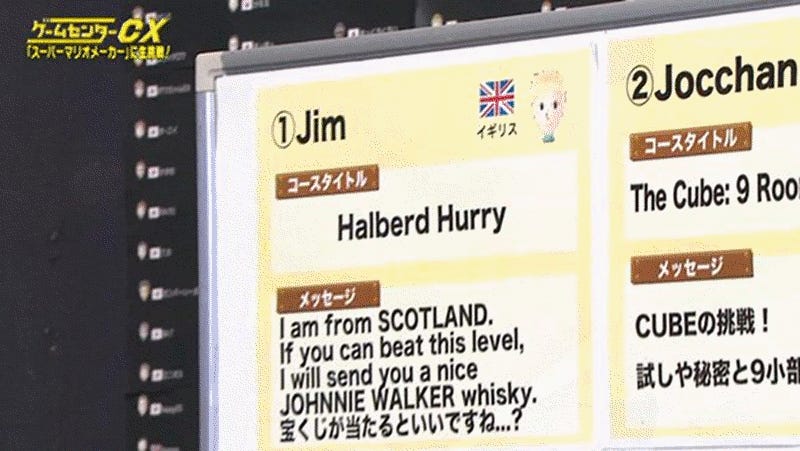 ゲームセンターCX
「スーパーマリオメーカー」に生挑戦!
①Jim
イギリス
コースタイトル
Halberd Hurry
メッセージ
I am from SCOTLAND.
If you can beat this level,
I will send you a nice
JOHNNIE WALKER whisky.
宝くじが当たるといいですね...?
②Jocchan
コースタイトル
The Cube: 9
メッセージ
CUBEの挑戦!
試しや秘密と9小部